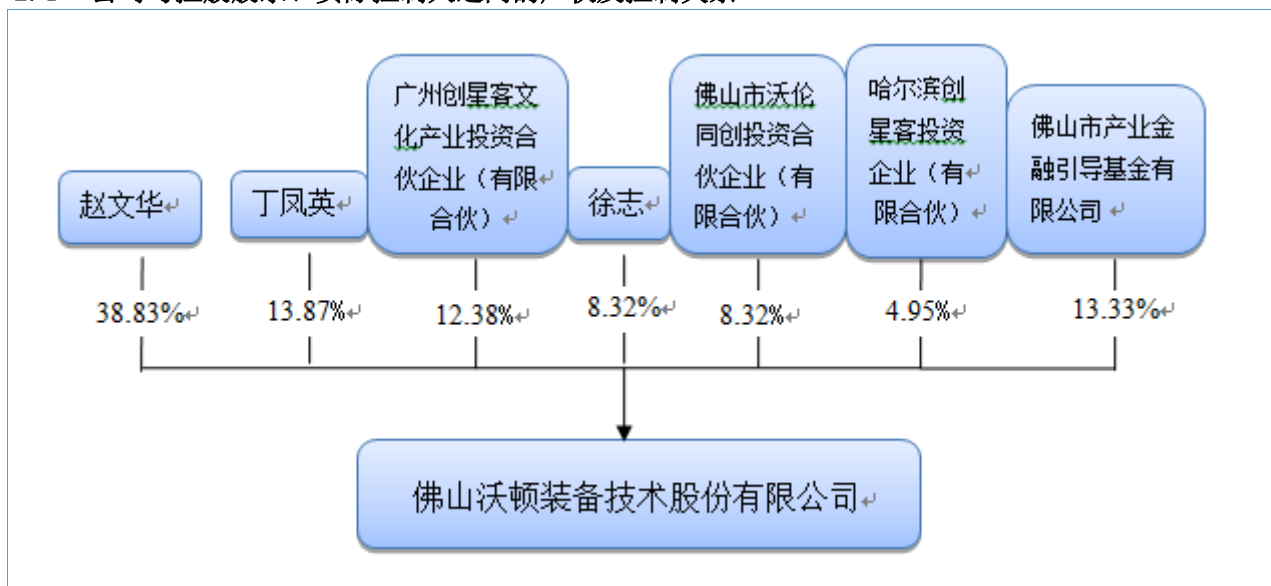 赵文华
丁凤英
广州创星客文
化产业投资合
伙企业（有限
合伙）
徐志
佛山市沃伦
同创投资合
伙企业（有
限合伙）
哈尔滨创
星客投资
企业（有
限合伙）
佛山市产业金
融引导基金有
限公司
38.83%
13.87%
12.38%
8.32%
8.32%
4.95%
13.33%
佛山沃顿装备技术股份有限公司